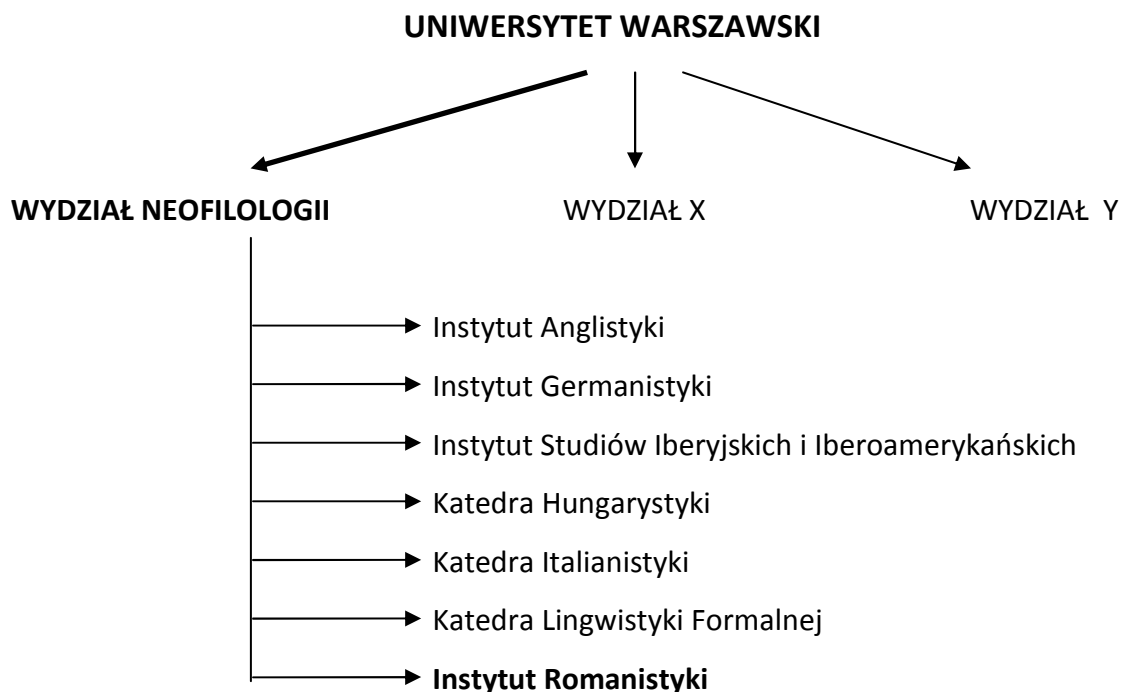 UNIWERSYTET WARSZAWSKI
WYDZIAŁ NEOFILOLOGII
WYDZIAŁ X
WYDZIAŁ Y
Instytut Anglistyki
Instytut Germanistyki
Instytut Studiów Iberyjskich i Iberoamerykańskich
Katedra Hungarystyki
Katedra Italianistyki
Katedra Lingwistyki Formalnej
Instytut Romanistyki